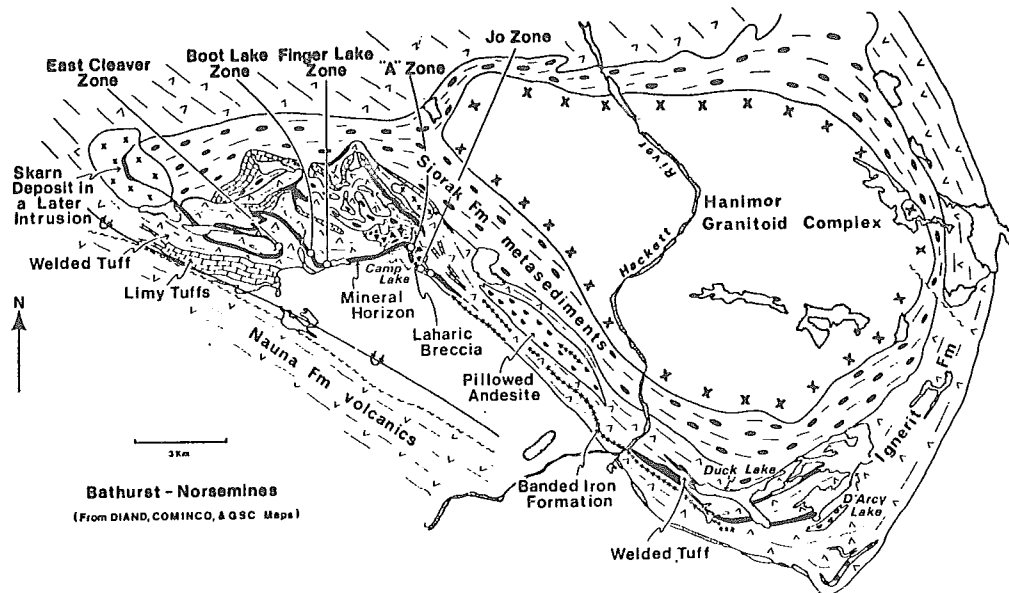 East Cleaver
Zone
Boot Lake
Zone
Finger Lake
Zone
"A" Zone
Jo Zone
Skarn
Deposit in
a Later
Intrusion
Welded Tuff
Limy Tuffs
Camp
Lake
Mineral
Horizon
Laharic
Breccia
Pillowed
Andesite
Sjorak Fm metasediments
River
Hackett
Hanimor
Granitoid Complex
N
Nauna Fm volcanics
3Km
Bathurst - Norsemines
(From DIAND, COMINCO, & GSC Maps)
Banded Iron
Formation
Duck Lake
D'Arcy
Lake
Ignerit Fm
Welded Tuff